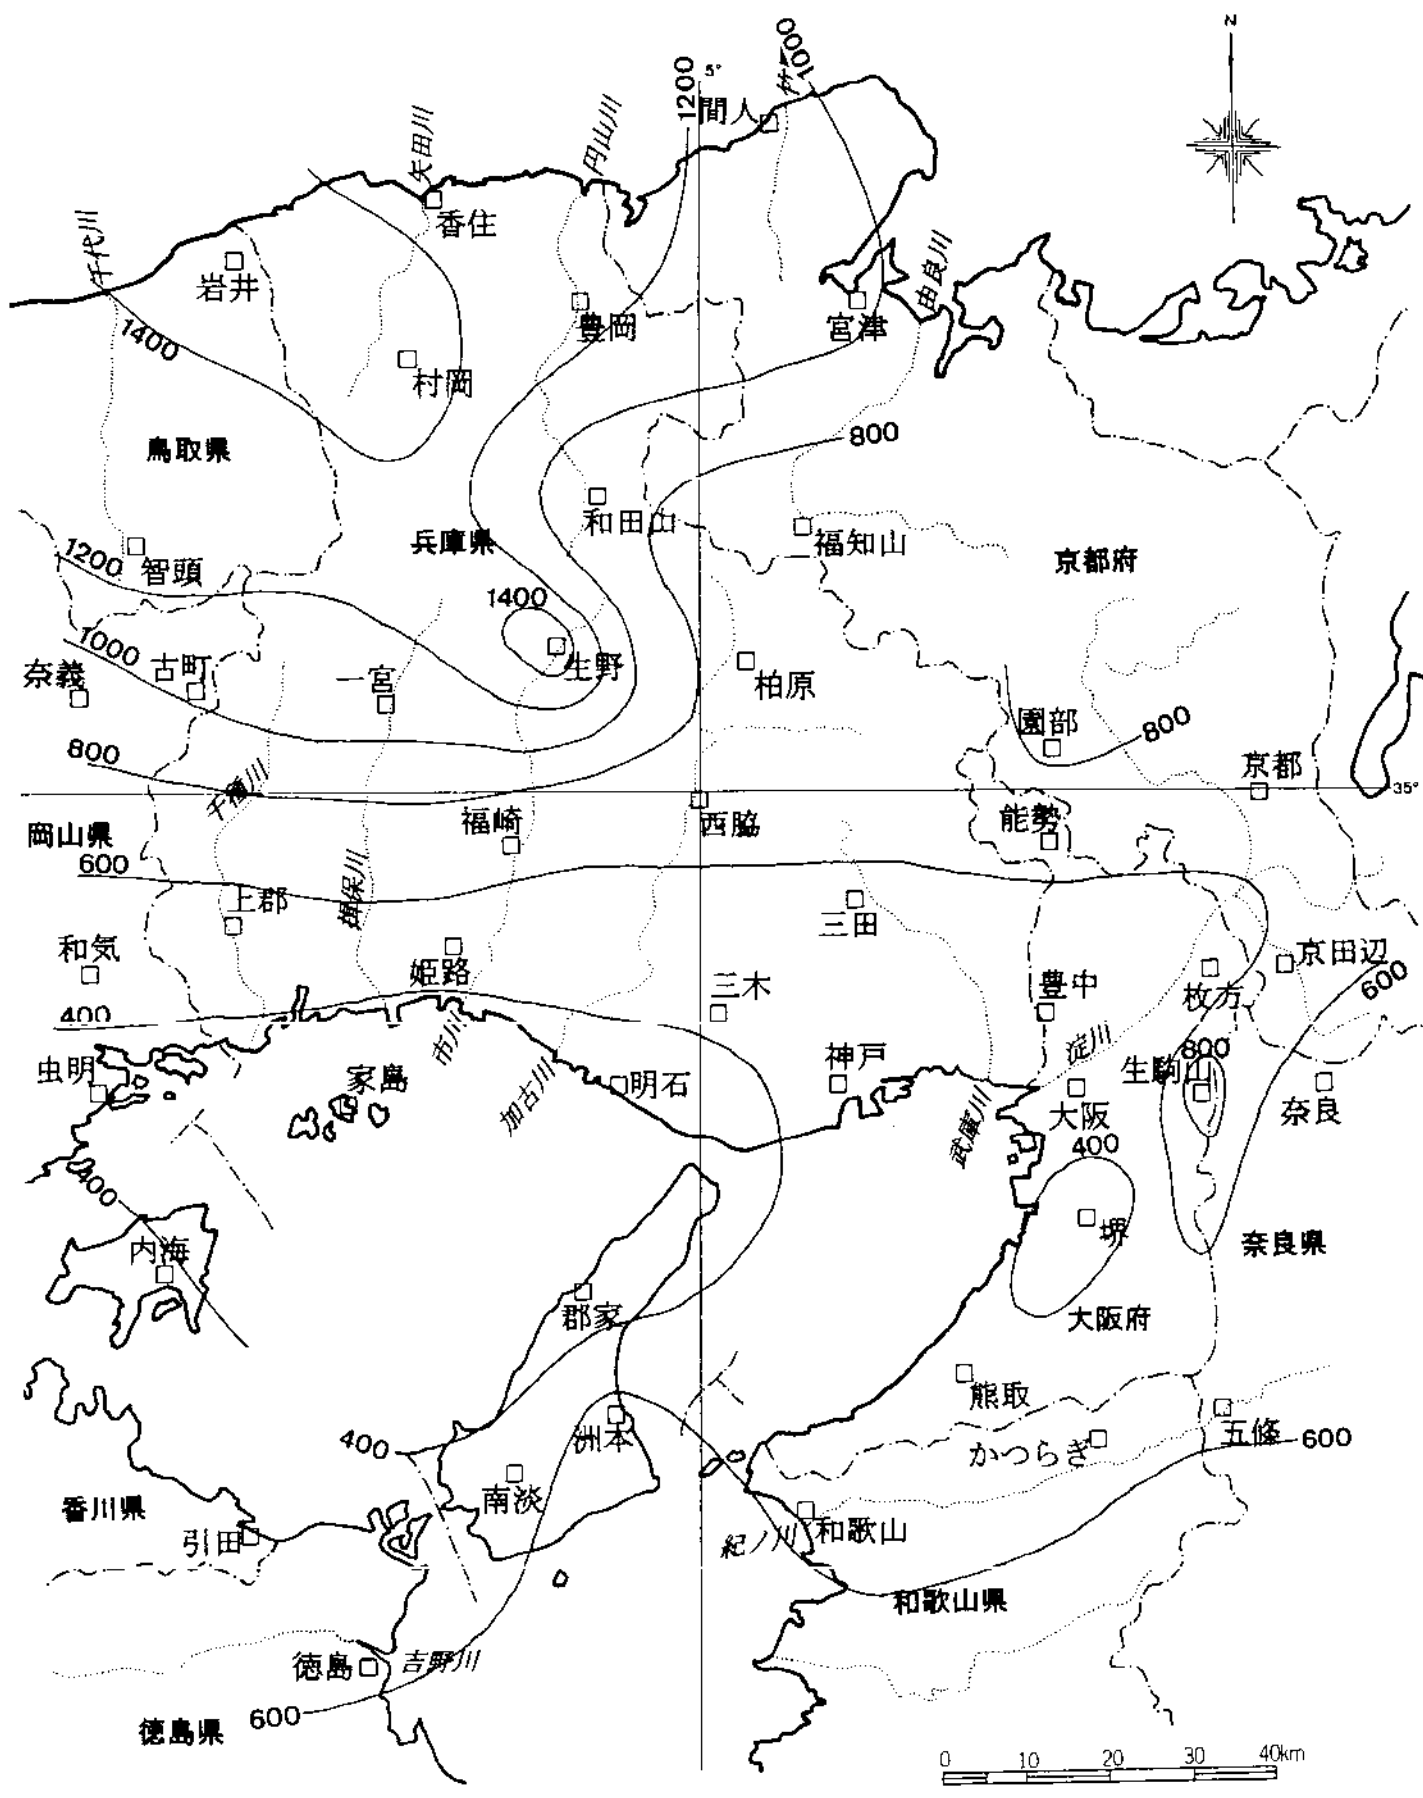 N
1000
竹
1200
5°
間人
矢田川
円山川
香住
千代川
岩井
由良川
豊岡
宮津
1400
村岡
鳥取県
800
和田山
兵庫県
福知山
京都府
1200
智頭
1400
1000
生野
奈義
古町
一宮
柏原
園部
800
800
京都
35°
千種川
岡山県
福崎
西脇
能勢
600
上郡
揖保川
三田
和気
姫路
京田辺
三木
豊中
枚方
600
400
市川
神戸
淀川
800
虫明
家島
加古川
明石
生駒山
大阪
武庫川
奈良
400
400
堺
内海
奈良県
郡家
大阪府
熊取
洲本
400
かつらぎ
五條
600
南淡
香川県
引田
紀ノ川
和歌山
和歌山県
徳島
吉野川
600
徳島県
0 10 20 30 40km